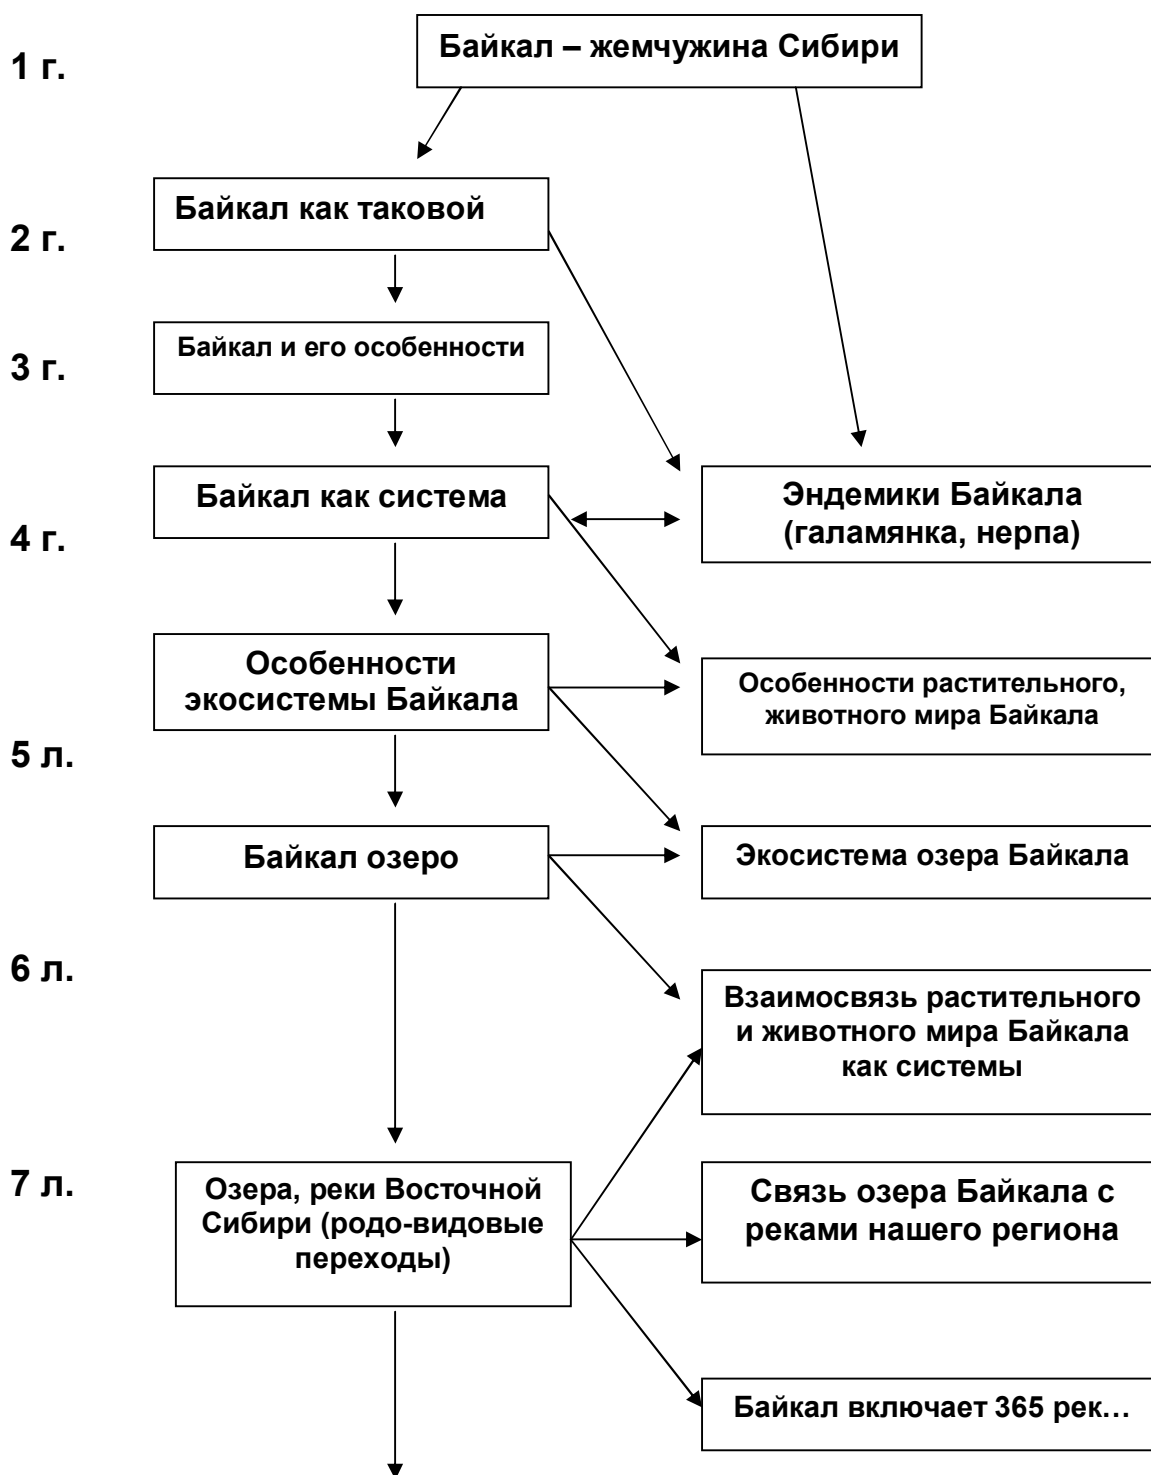 Байкал – жемчужина Сибири
1 г.
Байкал как таковой
2 г.
Байкал и его особенности
3 г.
Байкал как система
Эндемики Байкала
(галамянка, нерпа)
4 г.
Особенности
экосистемы Байкала
Особенности растительного,
животного мира Байкала
5 л.
Байкал озеро
Экосистема озера Байкала
6 л.
Взаимосвязь растительного
и животного мира Байкала
как системы
7 л.
Озера, реки Восточной
Сибири (родо-видовые
переходы)
Связь озера Байкала с
реками нашего региона
Байкал включает 365 рек…